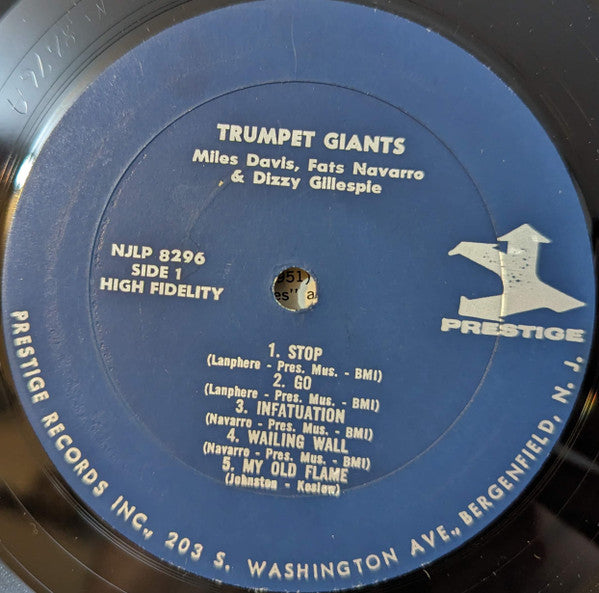 TRUMPET GIANTS
Miles Davis, Fats Navarro
& Dizzy Gillespie
NJLP 8296
SIDE 1
HIGH FIDELITY
951)
es"
PRESTIGE
1. STOP
(Lanphere - Pres. Mus. - BMI)
2. GO
(Lanphere - Pres. Mus. - BMI)
3. INFATUATION
(Navarro - Pres. Mus. - BMI)
4. WAILING WALL
(Navarro - Pres. Mus. - BMI)
5. MY OLD FLAME
(Johnston - Koslow)
PRESTIGE RECORDS INC., 203 S. WASHINGTON AVE., BERGENFIELD, N. J.